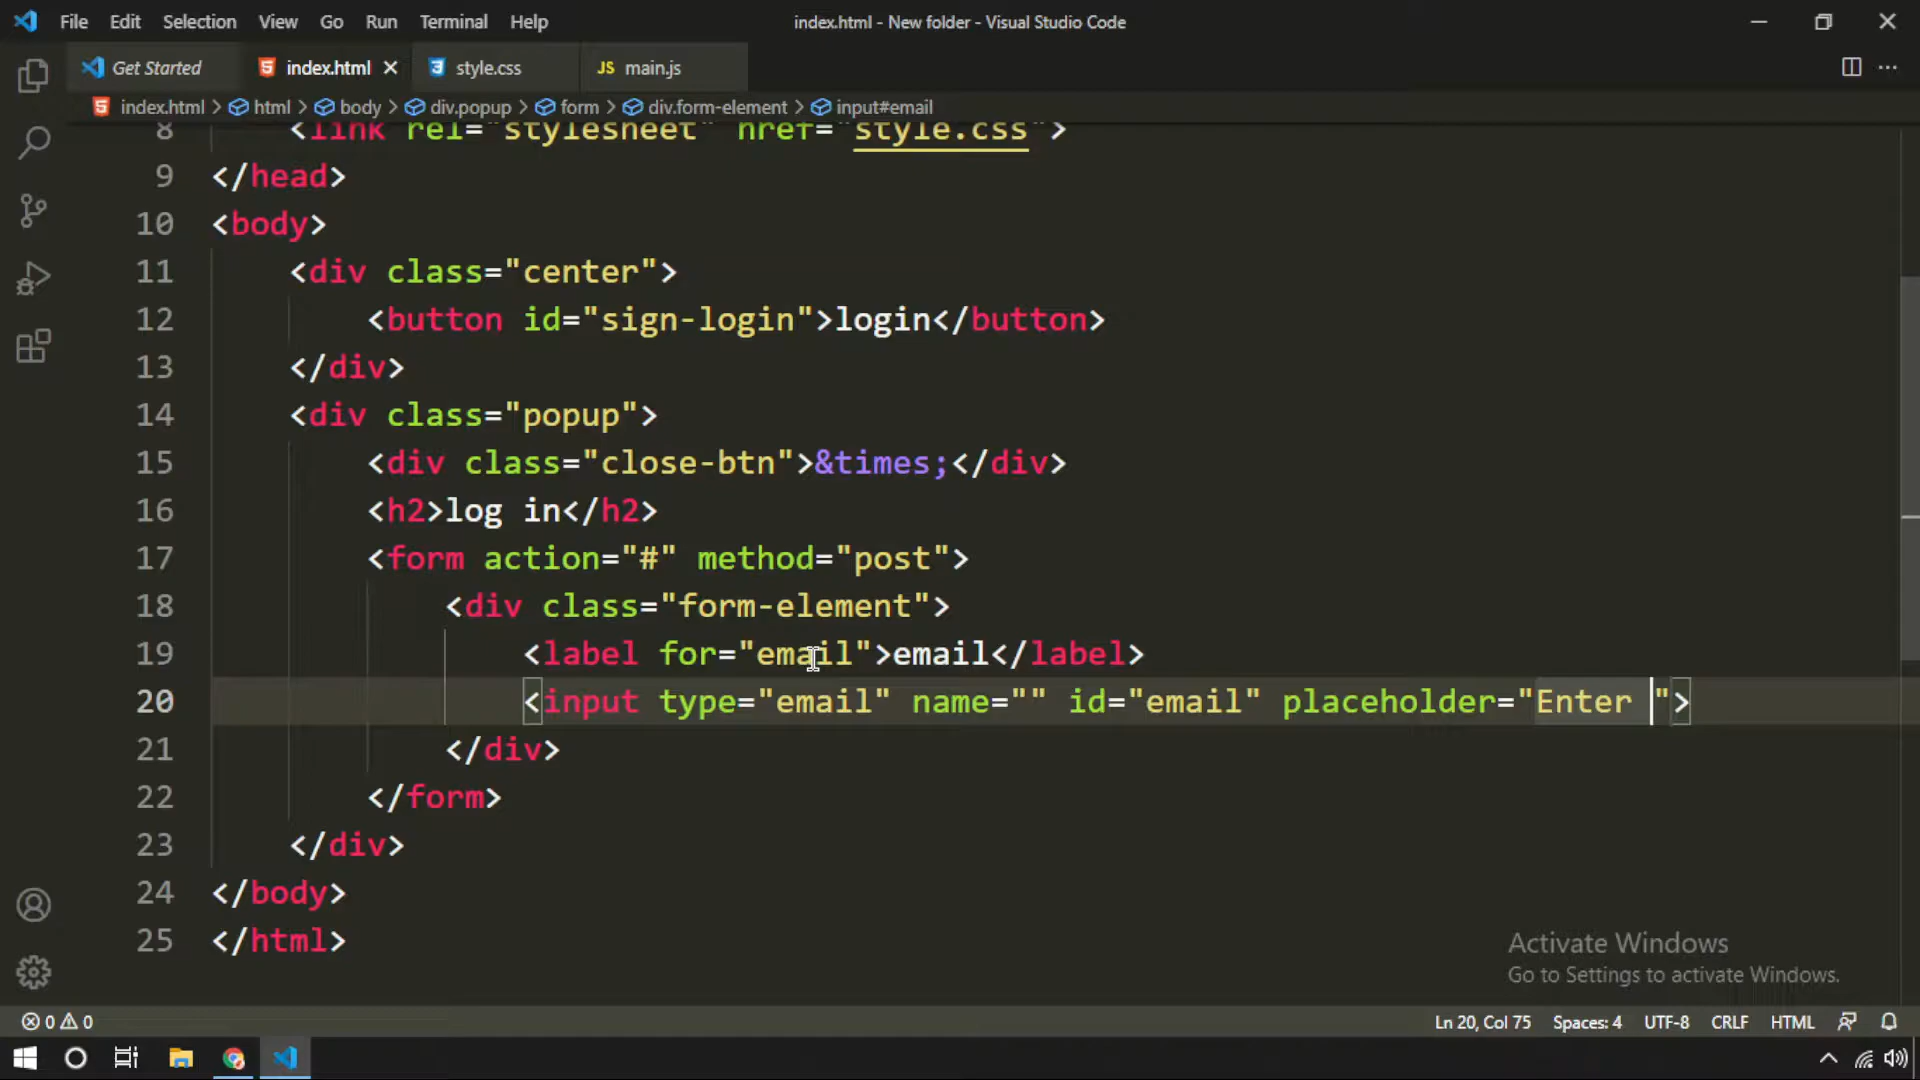 File Edit Selection View Go Run Terminal Help index.html - New folder - Visual Studio Code
Get Started index.html style.css JS main.js
index.html > html > body > div.popup > form > div.form-element > input#email
8 <link rel="stylesheet" href="style.css">
9 </head>
10 <body>
11 <div class="center">
12 <button id="sign-login">login</button>
13 </div>
14 <div class="popup">
15 <div class="close-btn">&times;</div>
16 <h2>log in</h2>
17 <form action="#" method="post">
18 <div class="form-element">
19 <label for="email">email</label>
20 <input type="email" name="" id="email" placeholder="Enter ">
21 </div>
22 </form>
23 </div>
24 </body>
25 </html>
Activate Windows
Go to Settings to activate Windows.
0 0 Ln 20, Col 75 Spaces: 4 UTF-8 CRLF HTML